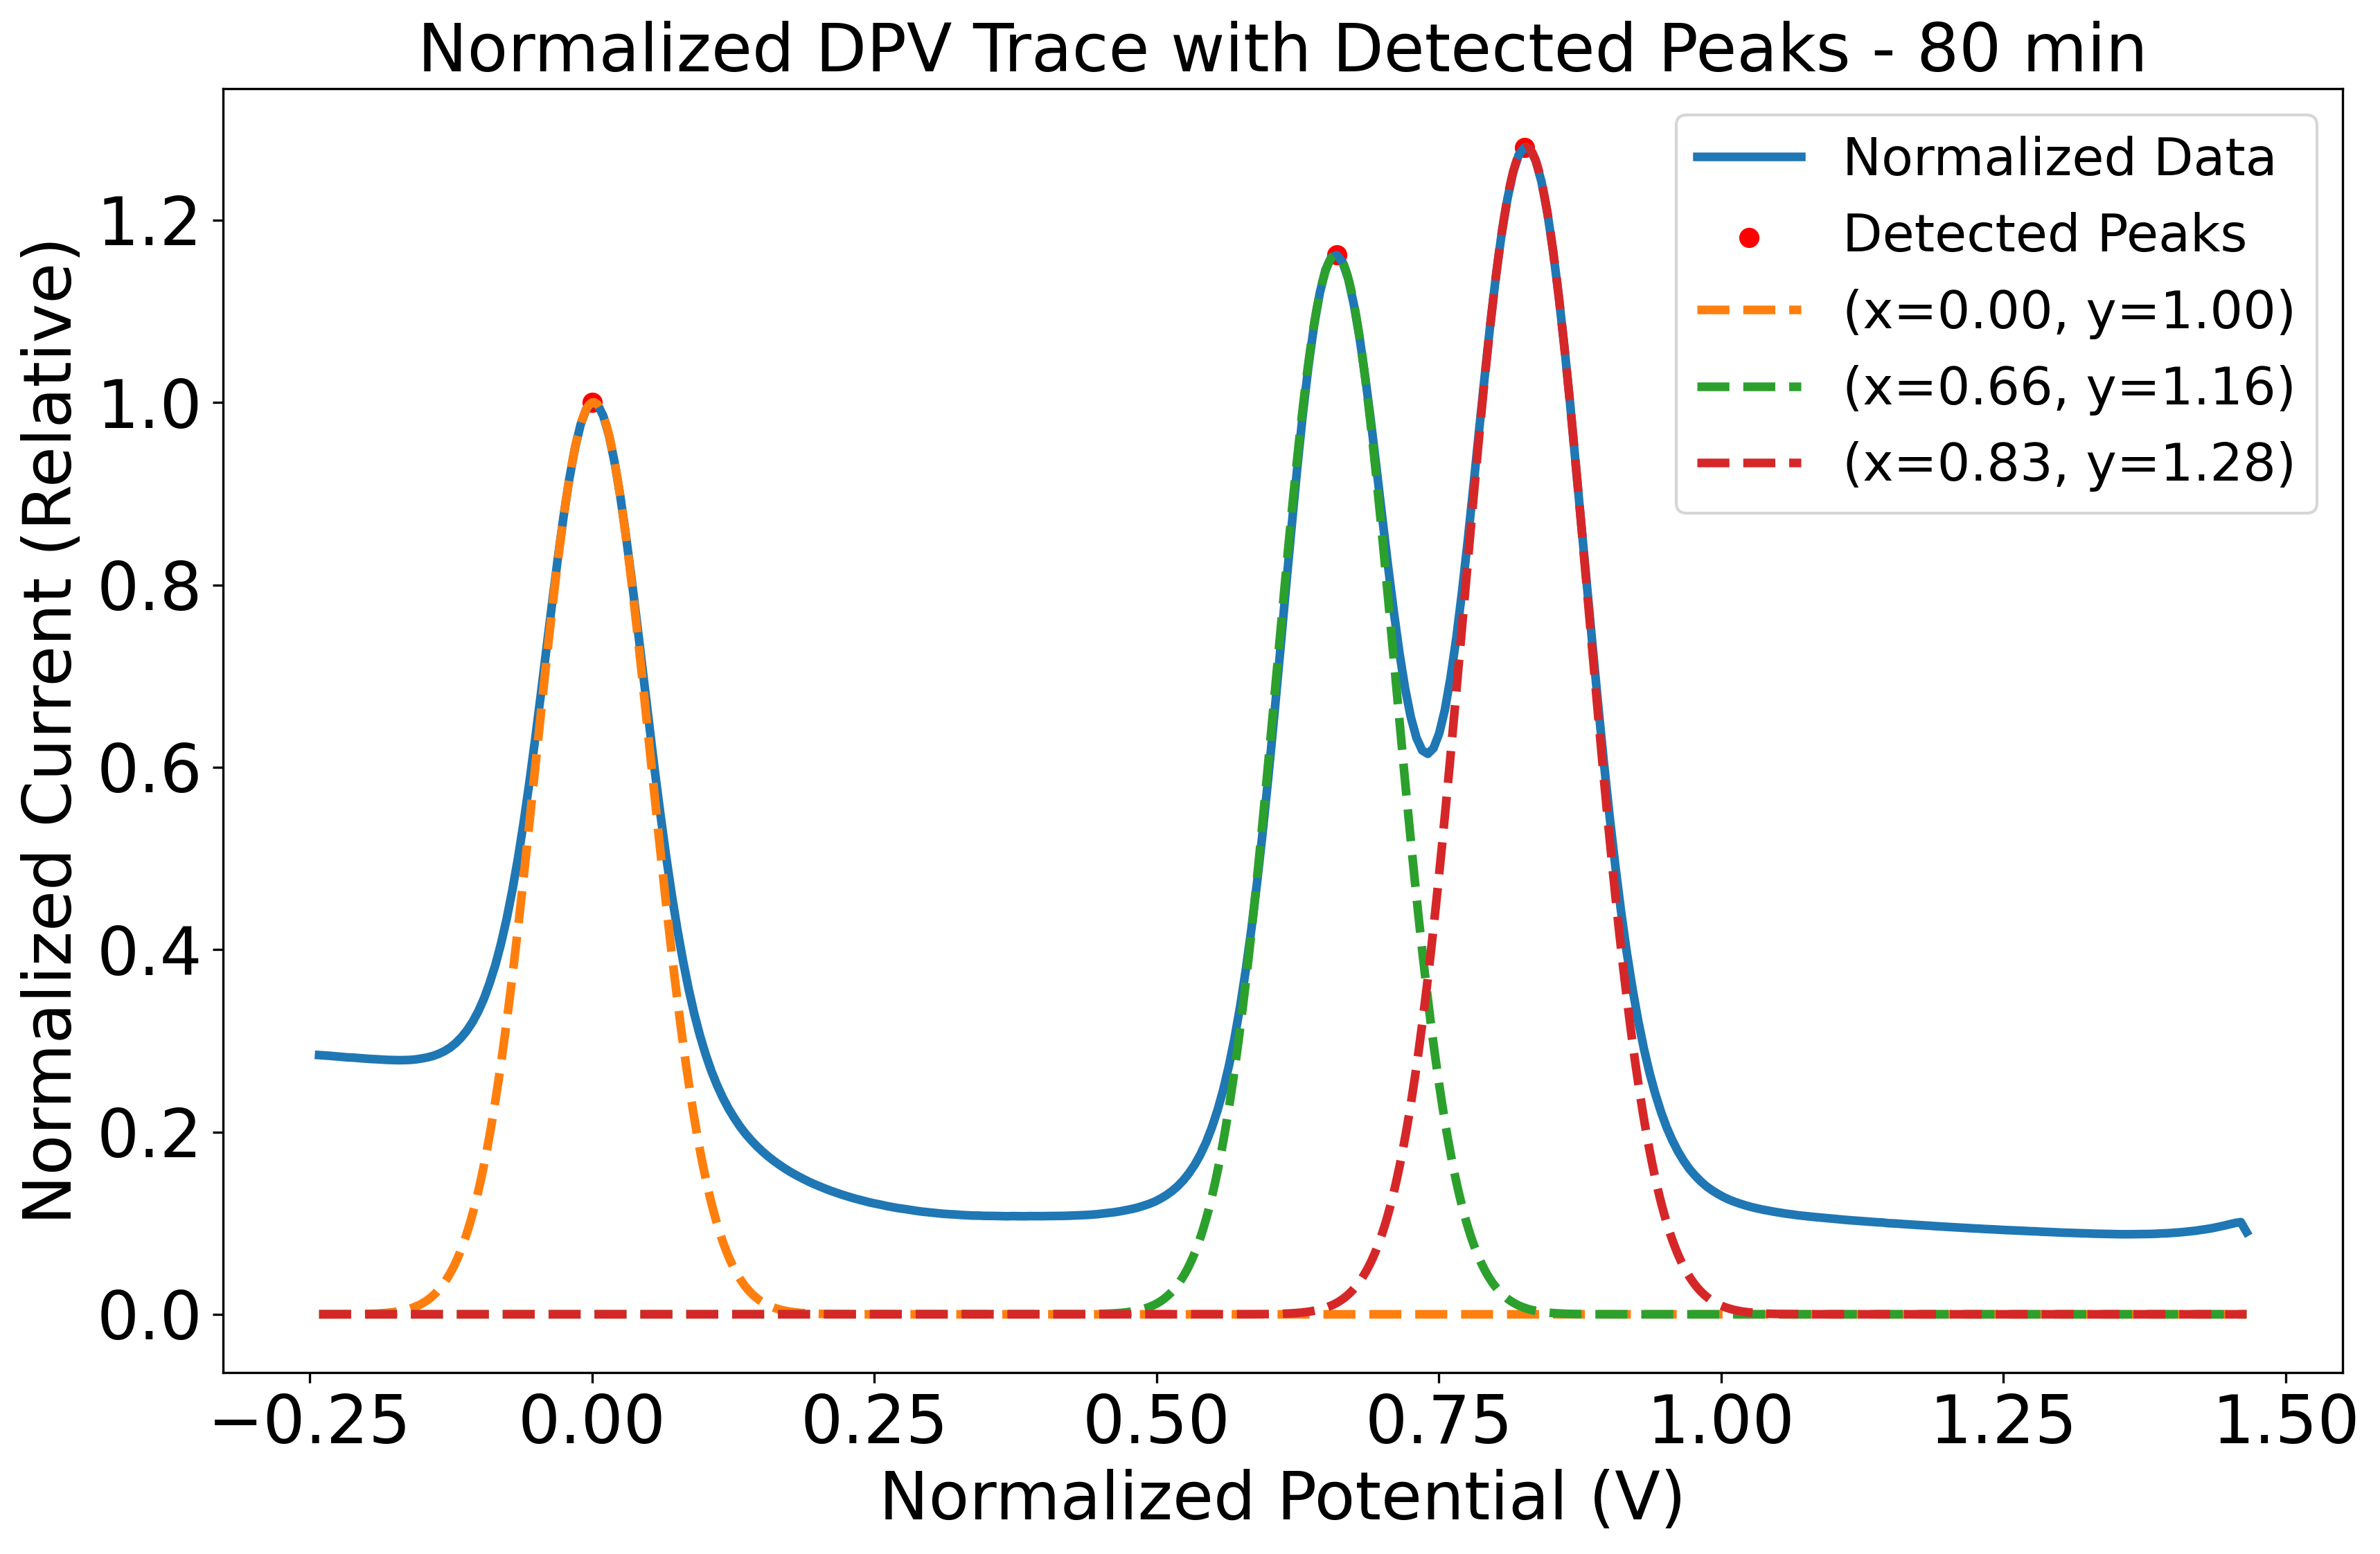 Normalized DPV Trace with Detected Peaks - 80 min
Normalized Current (Relative)
1.2
1.0
0.8
0.6
0.4
0.2
0.0
Normalized Data
Detected Peaks
(x=0.00, y=1.00)
(x=0.66, y=1.16)
(x=0.83, y=1.28)
−0.25 0.00 0.25 0.50 0.75 1.00 1.25 1.50
Normalized Potential (V)